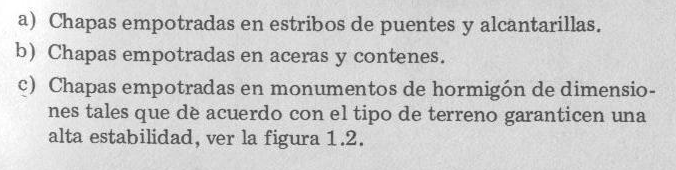 a) Chapas empotradas en estribos de puentes y alcantarillas.
b) Chapas empotradas en aceras y contenes.
c) Chapas empotradas en monumentos de hormigón de dimensio-
nes tales que de acuerdo con el tipo de terreno garanticen una
alta estabilidad, ver la figura 1.2.